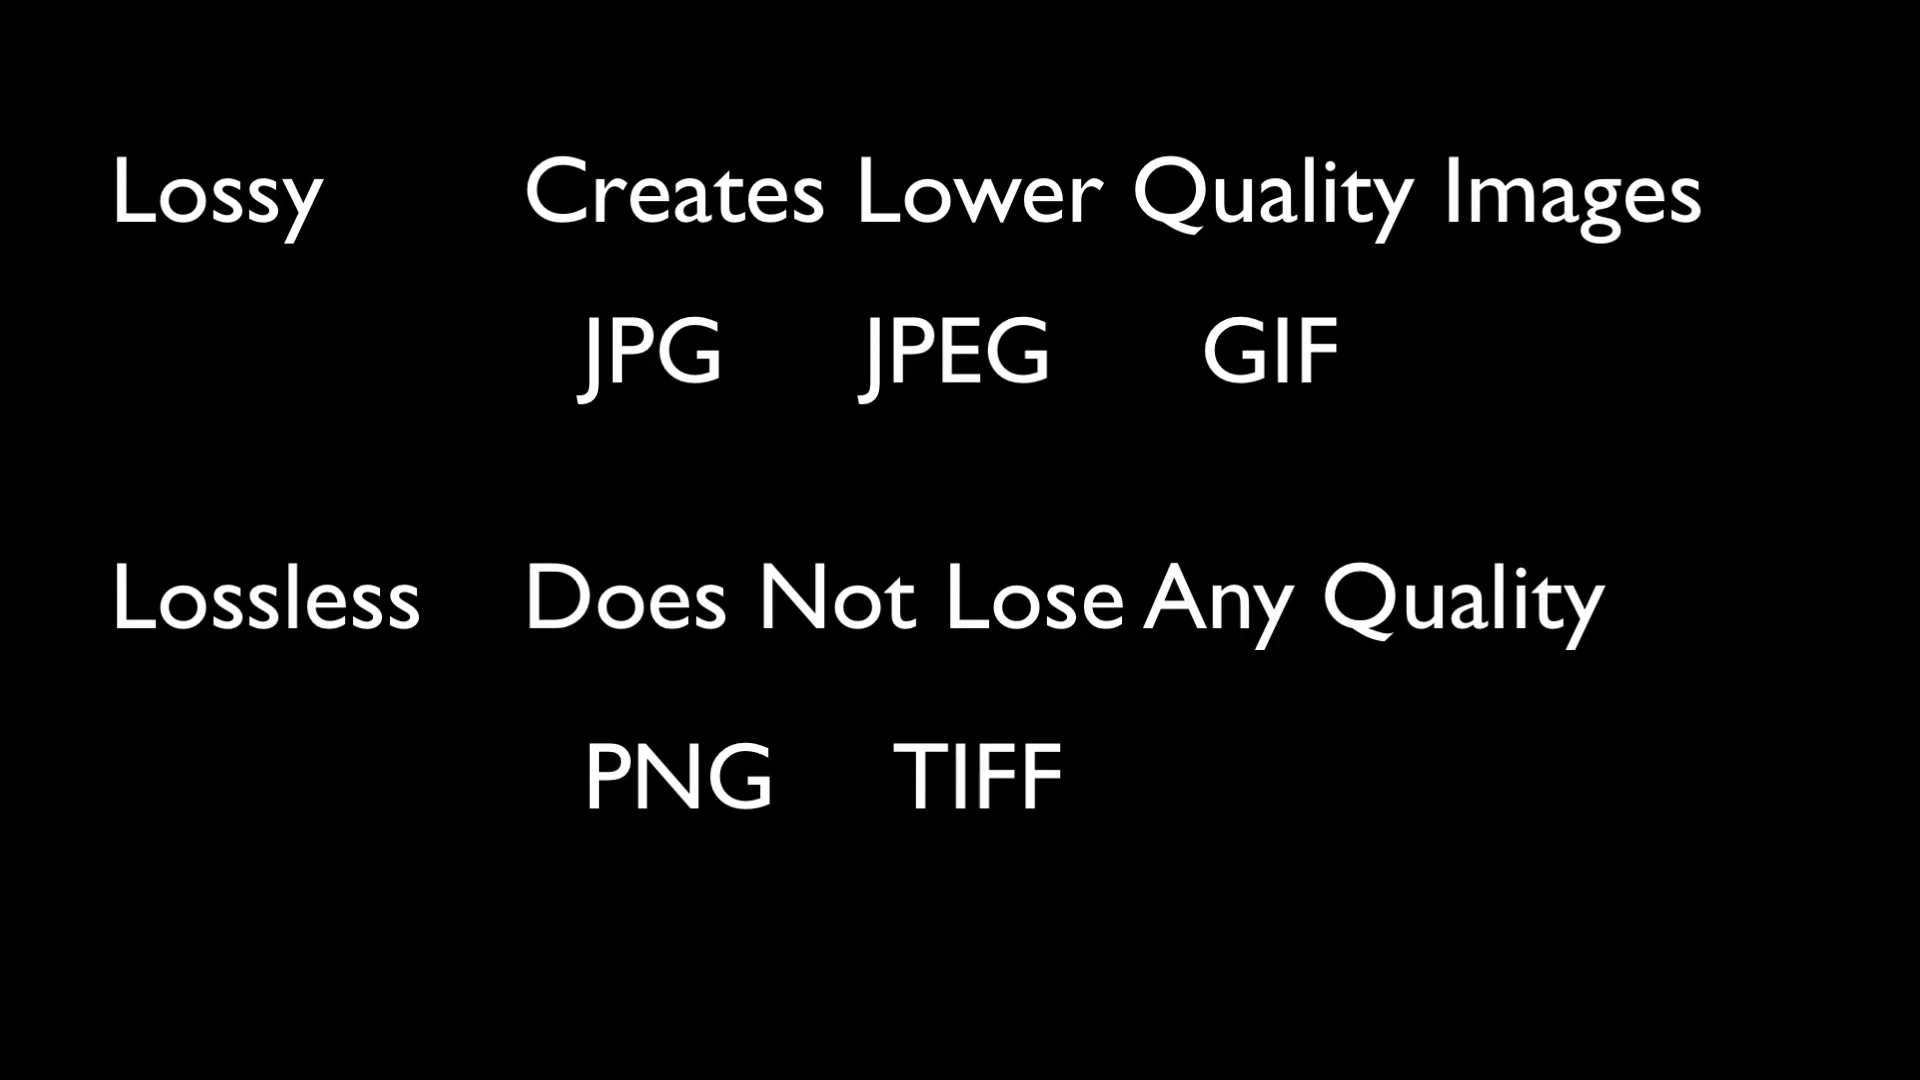 Lossy Creates Lower Quality Images
JPG JPEG GIF
Lossless Does Not Lose Any Quality
PNG TIFF